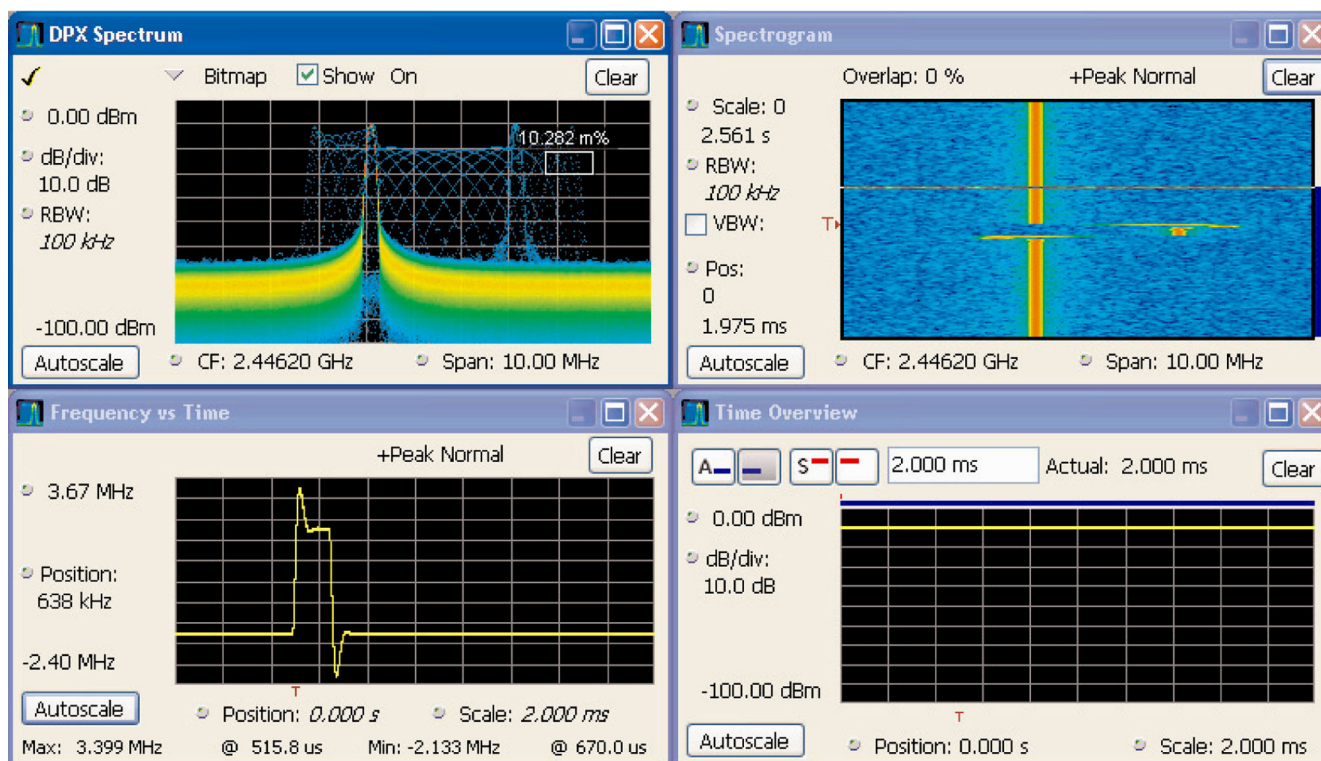 DPX Spectrum
Bitmap Show On Clear
0.00 dBm
10.282 m%
dB/div:
10.0 dB
RBW:
100 kHz
-100.00 dBm
Autoscale CF: 2.44620 GHz Span: 10.00 MHz
Spectrogram
Overlap: 0 % +Peak Normal Clear
Scale: 0
2.561 s
RBW:
100 kHz
VBW:
T
Pos:
0
1.975 ms
Autoscale CF: 2.44620 GHz Span: 10.00 MHz
Frequency vs Time
+Peak Normal Clear
3.67 MHz
Position:
638 kHz
-2.40 MHz
T
Autoscale Position: 0.000 s Scale: 2.000 ms
Max: 3.399 MHz @ 515.8 us Min: -2.133 MHz @ 670.0 us
Time Overview
A S 2.000 ms Actual: 2.000 ms Clear
0.00 dBm
dB/div:
10.0 dB
-100.00 dBm
T
Autoscale Position: 0.000 s Scale: 2.000 ms